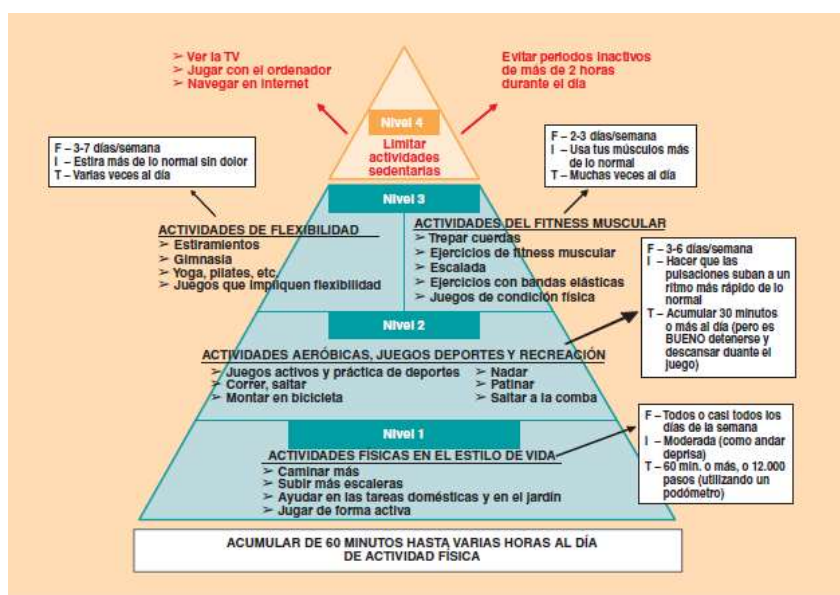 ➢ Ver la TV
➢ Jugar con el ordenador
➢ Navegar en Internet
Evitar periodos inactivos
de más de 2 horas
durante el día
Nivel 4
Limitar
actividades
sedentarias
F – 3-7 días/semana
I – Estira más de lo normal sin dolor
T – Varias veces al día
F – 2-3 días/semana
I – Usa tus músculos más
de lo normal
T – Muchas veces al día
Nivel 3
ACTIVIDADES DE FLEXIBILIDAD
➢ Estiramientos
➢ Gimnasia
➢ Yoga, pilates, etc.
➢ Juegos que impliquen flexibilidad
ACTIVIDADES DEL FITNESS MUSCULAR
➢ Trepar cuerdas
➢ Ejercicios de fitness muscular
➢ Escalada
➢ Ejercicios con bandas elásticas
➢ Juegos de condición física
F – 3-6 días/semana
I – Hacer que las
pulsaciones suban a un
ritmo más rápido de lo
normal
T – Acumular 30 minutos
o más al día (pero es
BUENO detenerse y
descansar duante el
juego)
Nivel 2
ACTIVIDADES AERÓBICAS, JUEGOS DEPORTES Y RECREACIÓN
➢ Juegos activos y práctica de deportes
➢ Correr, saltar
➢ Montar en bicicleta
➢ Nadar
➢ Patinar
➢ Saltar a la comba
Nivel 1
ACTIVIDADES FÍSICAS EN EL ESTILO DE VIDA
➢ Caminar más
➢ Subir más escaleras
➢ Ayudar en las tareas domésticas y en el jardín
➢ Jugar de forma activa
F – Todos o casi todos los
días de la semana
I – Moderada (como andar
deprisa)
T – 60 min. o más, o 12.000
pasos (utilizando un
podómetro)
ACUMULAR DE 60 MINUTOS HASTA VARIAS HORAS AL DÍA
DE ACTIVIDAD FÍSICA